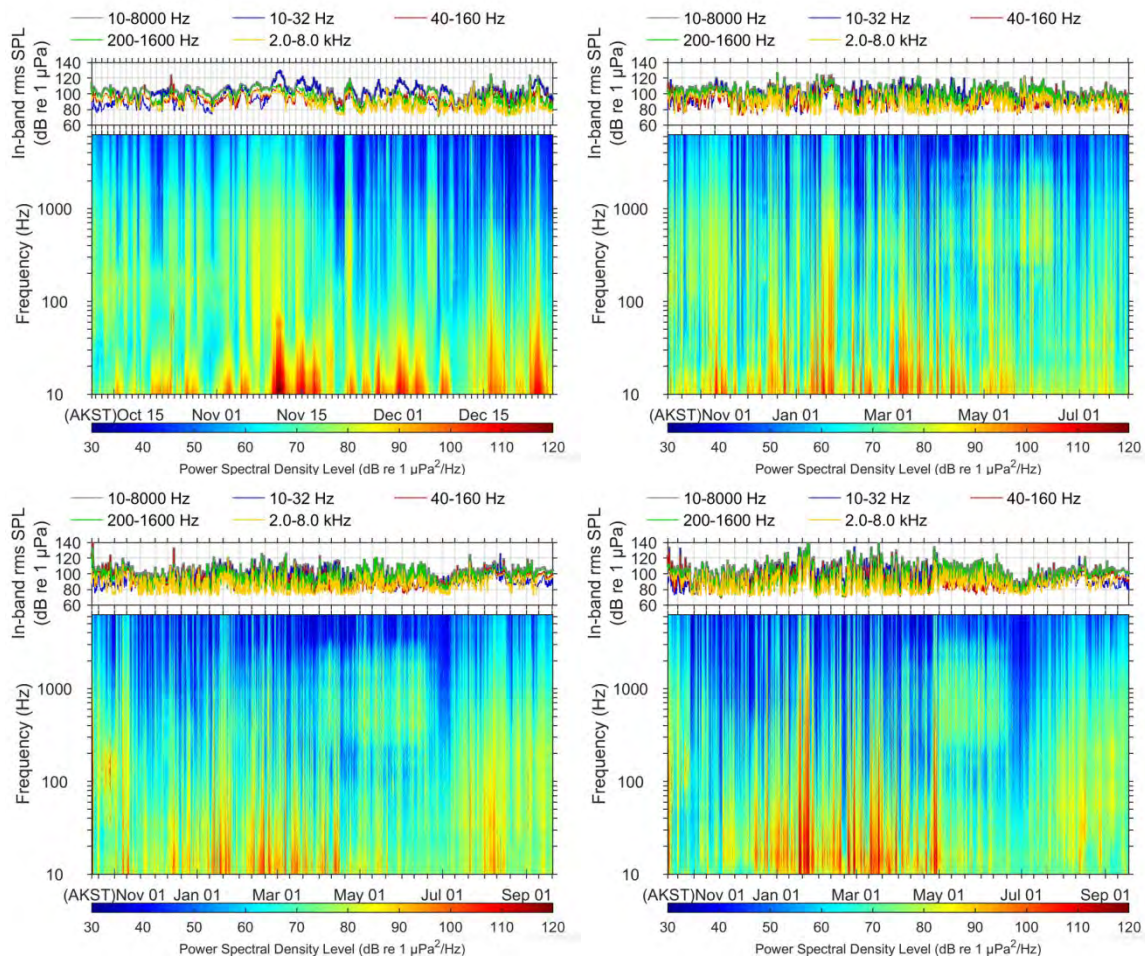 10-8000 Hz 10-32 Hz 40-160 Hz
200-1600 Hz 2.0-8.0 kHz
In-band rms SPL
(dB re 1 µPa)
140
120
100
80
60
Frequency (Hz)
1000
100
10
(AKST) Oct 15 Nov 01 Nov 15 Dec 01 Dec 15
30 40 50 60 70 80 90 100 110 120
Power Spectral Density Level (dB re 1 µPa²/Hz)
10-8000 Hz 10-32 Hz 40-160 Hz
200-1600 Hz 2.0-8.0 kHz
In-band rms SPL
(dB re 1 µPa)
140
120
100
80
60
Frequency (Hz)
1000
100
10
(AKST) Nov 01 Jan 01 Mar 01 May 01 Jul 01
30 40 50 60 70 80 90 100 110 120
Power Spectral Density Level (dB re 1 µPa²/Hz)
10-8000 Hz 10-32 Hz 40-160 Hz
200-1600 Hz 2.0-8.0 kHz
In-band rms SPL
(dB re 1 µPa)
140
120
100
80
60
Frequency (Hz)
1000
100
10
(AKST) Nov 01 Jan 01 Mar 01 May 01 Jul 01 Sep 01
30 40 50 60 70 80 90 100 110 120
Power Spectral Density Level (dB re 1 µPa²/Hz)
10-8000 Hz 10-32 Hz 40-160 Hz
200-1600 Hz 2.0-8.0 kHz
In-band rms SPL
(dB re 1 µPa)
140
120
100
80
60
Frequency (Hz)
1000
100
10
(AKST) Nov 01 Jan 01 Mar 01 May 01 Jul 01 Sep 01
30 40 50 60 70 80 90 100 110 120
Power Spectral Density Level (dB re 1 µPa²/Hz)